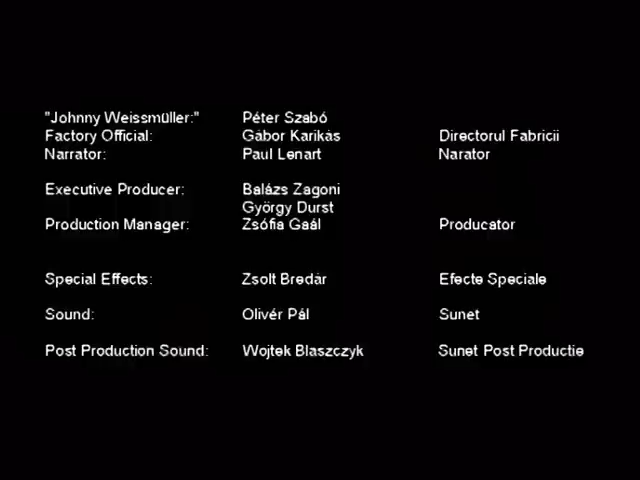 "Johnny Weissmüller:" Péter Szabó
Factory Official: Gábor Karikás Directorul Fabricii
Narrator: Paul Lenart Narator
Executive Producer: Balázs Zagoni
György Durst
Production Manager: Zsófia Gaál Producator
Special Effects: Zsolt Bredár Efecte Speciale
Sound: Olivér Pál Sunet
Post Production Sound: Wojtek Blaszczyk Sunet Post Productie